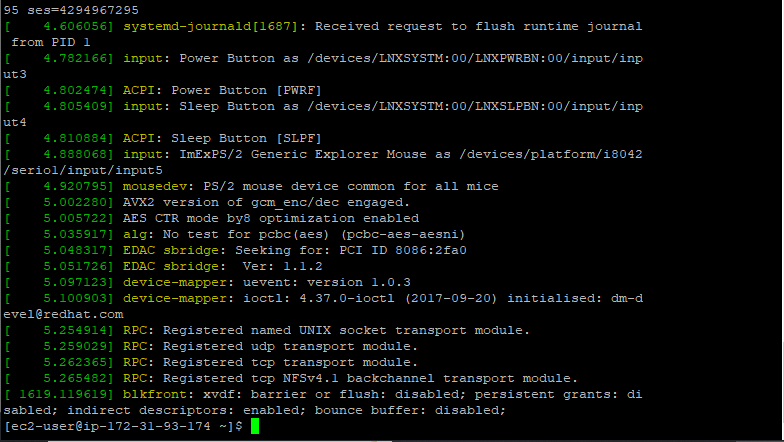 95 ses=4294967295
[    4.606056] systemd-journald[1687]: Received request to flush runtime journal
 from PID 1
[    4.782166] input: Power Button as /devices/LNXSYSTM:00/LNXPWRBN:00/input/inp
ut3
[    4.802474] ACPI: Power Button [PWRF]
[    4.805409] input: Sleep Button as /devices/LNXSYSTM:00/LNXSLPBN:00/input/inp
ut4
[    4.810884] ACPI: Sleep Button [SLPF]
[    4.888068] input: ImExPS/2 Generic Explorer Mouse as /devices/platform/i8042
/serio1/input/input5
[    4.920795] mousedev: PS/2 mouse device common for all mice
[    5.002280] AVX2 version of gcm_enc/dec engaged.
[    5.005722] AES CTR mode by8 optimization enabled
[    5.035917] alg: No test for pcbc(aes) (pcbc-aes-aesni)
[    5.048317] EDAC sbridge: Seeking for: PCI ID 8086:2fa0
[    5.051726] EDAC sbridge:  Ver: 1.1.2
[    5.097123] device-mapper: uevent: version 1.0.3
[    5.100903] device-mapper: ioctl: 4.37.0-ioctl (2017-09-20) initialised: dm-d
evel@redhat.com
[    5.254914] RPC: Registered named UNIX socket transport module.
[    5.259029] RPC: Registered udp transport module.
[    5.262365] RPC: Registered tcp transport module.
[    5.265482] RPC: Registered tcp NFSv4.1 backchannel transport module.
[ 1619.119619] blkfront: xvdf: barrier or flush: disabled; persistent grants: di
sabled; indirect descriptors: enabled; bounce buffer: disabled;
[ec2-user@ip-172-31-93-174 ~]$